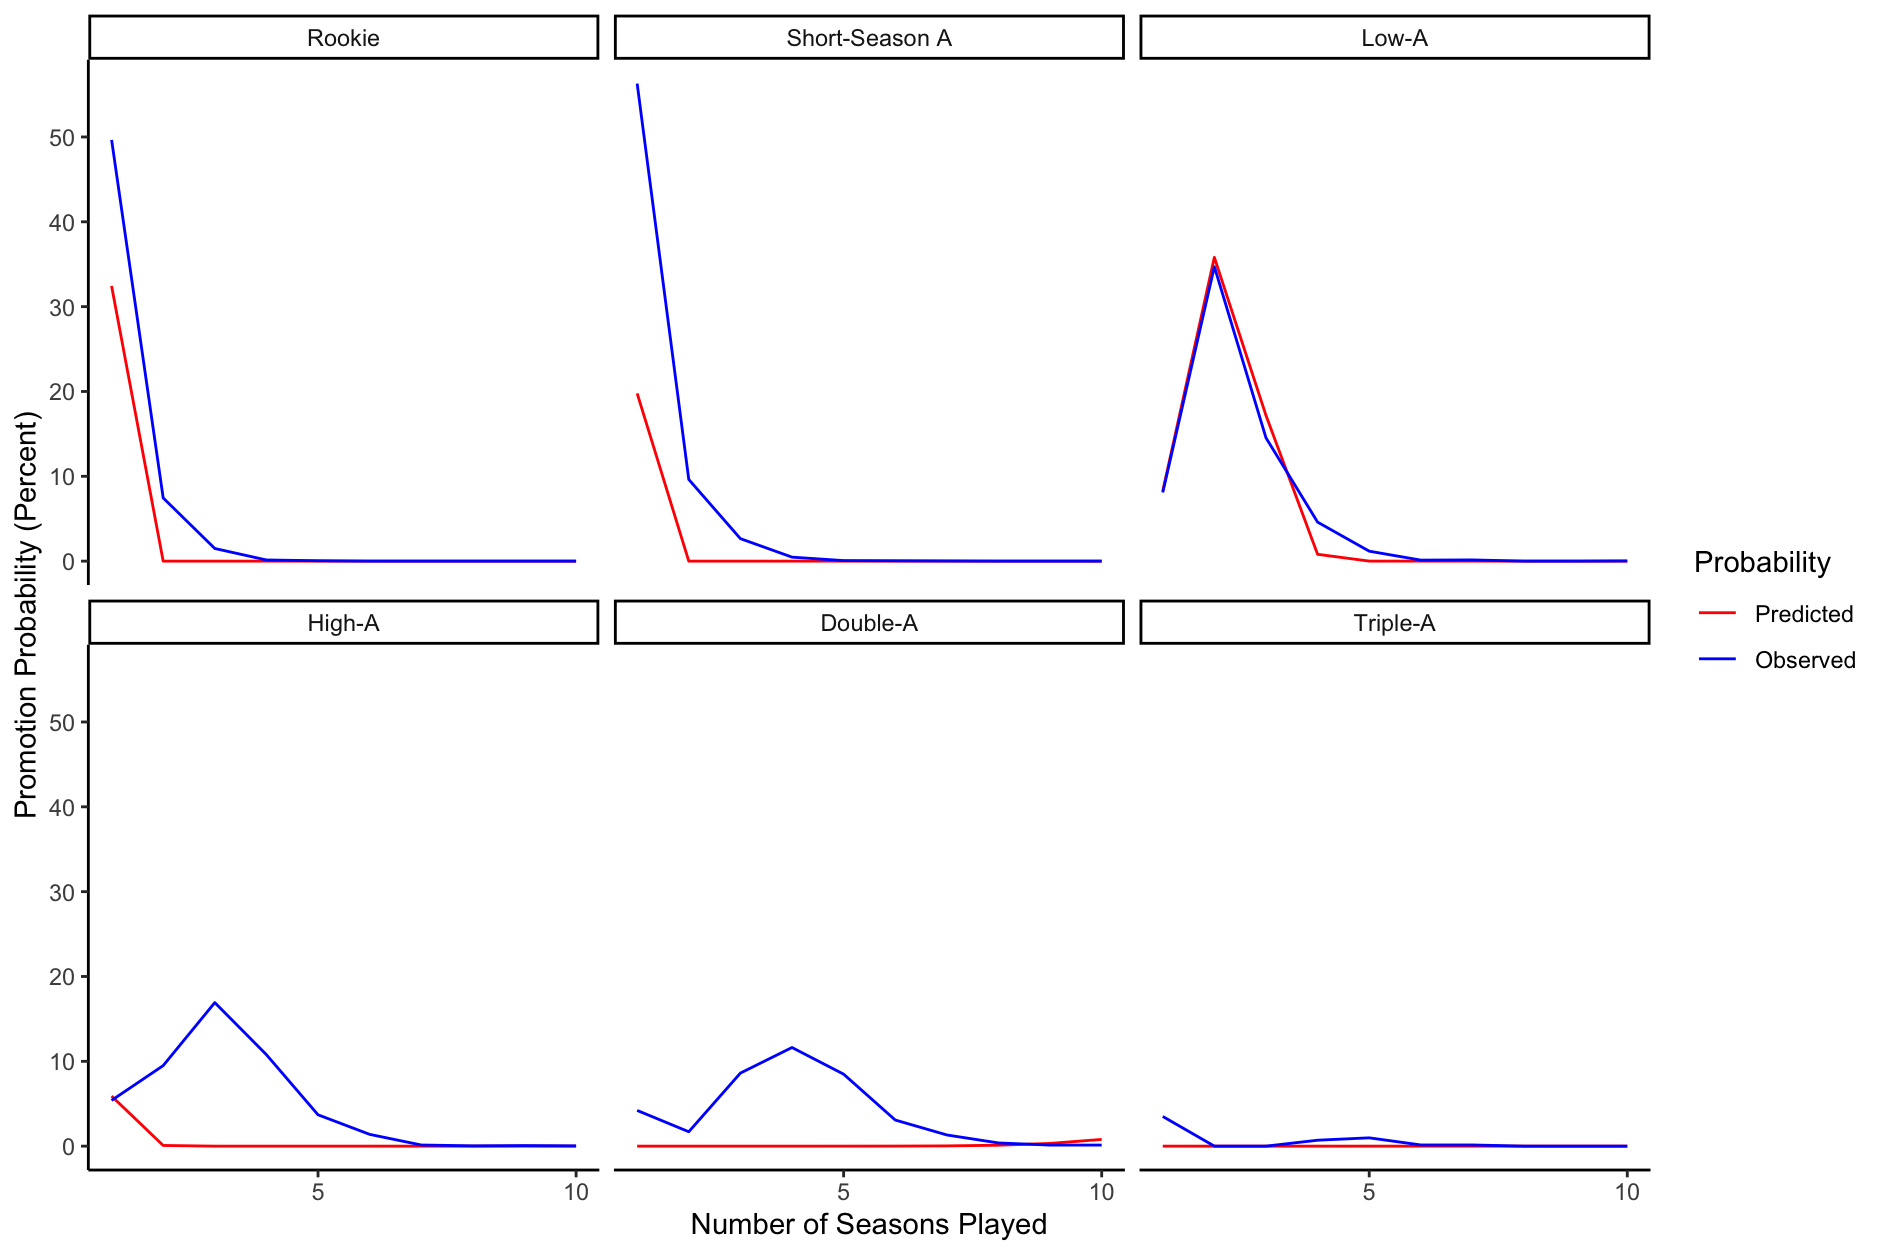 Rookie
Short-Season A
Low-A
50
40
30
20
10
0
High-A
Double-A
Triple-A
50
40
30
20
10
0
5
10
5
10
5
10
Number of Seasons Played
Promotion Probability (Percent)
Probability
Predicted
Observed